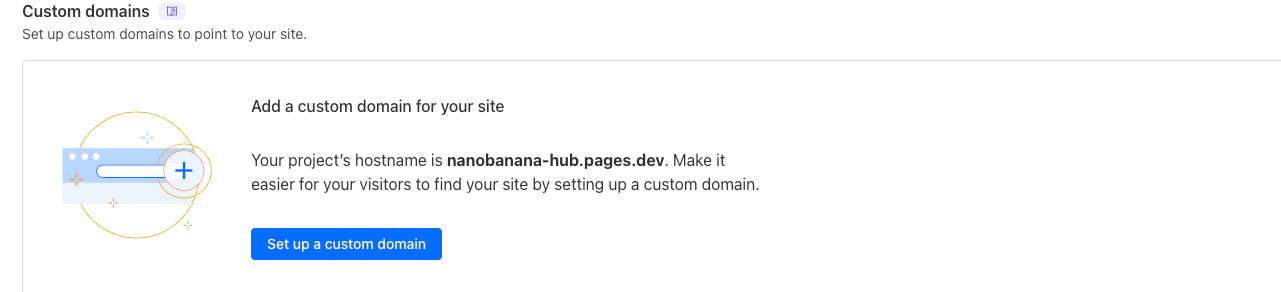 Custom domains
Set up custom domains to point to your site.
Add a custom domain for your site
Your project’s hostname is nanobanana-hub.pages.dev. Make it
easier for your visitors to find your site by setting up a custom domain.
Set up a custom domain